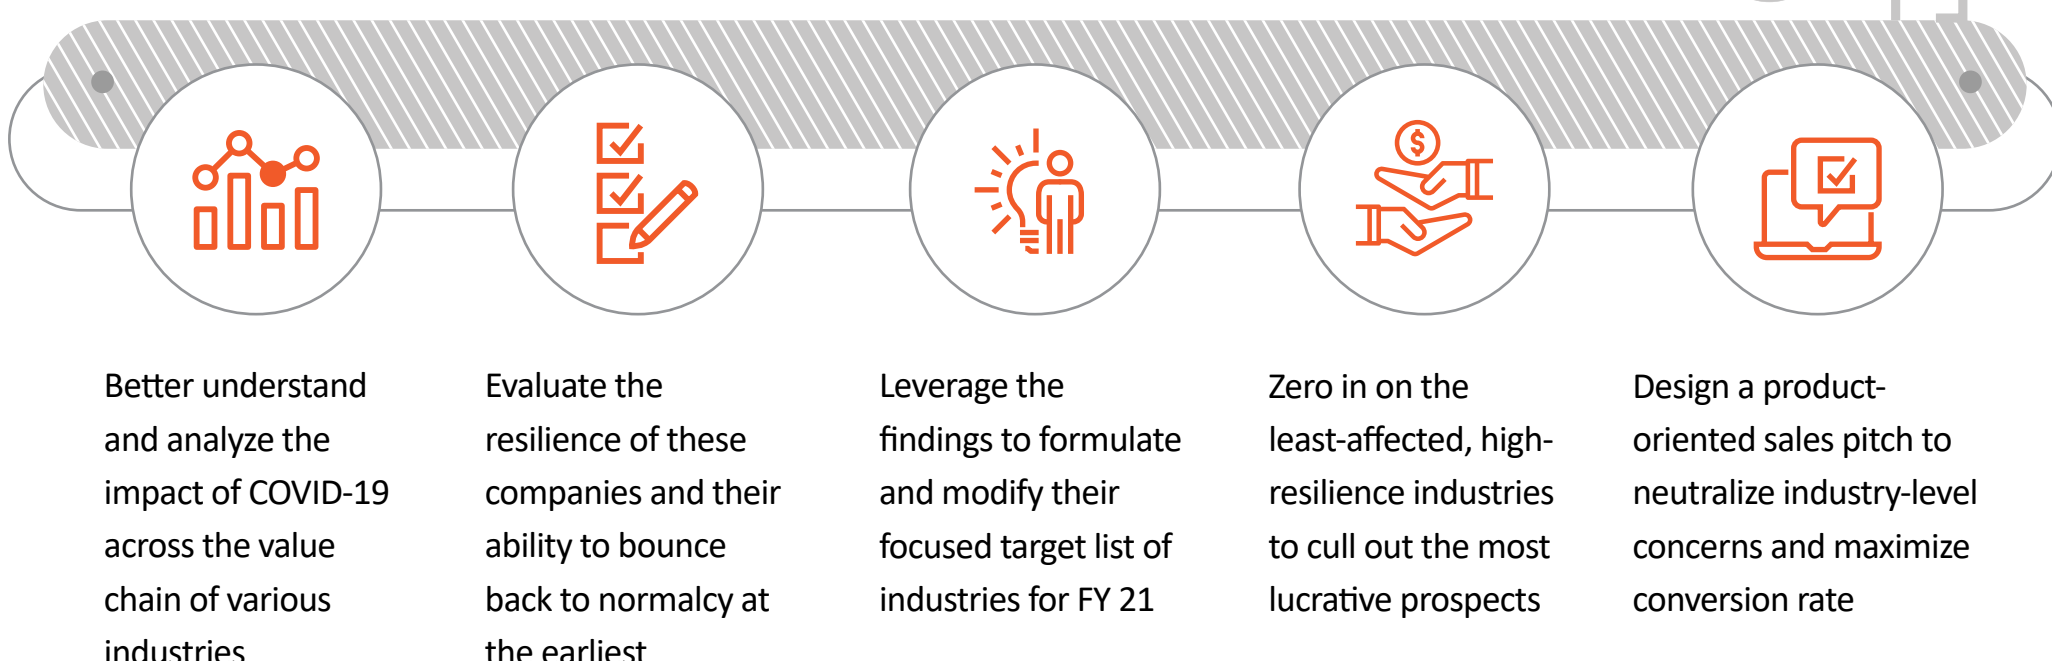 Better understand
and analyze the
impact of COVID-19
across the value
chain of various
industries
Evaluate the
resilience of these
companies and their
ability to bounce
back to normalcy at
the earliest
Leverage the
findings to formulate
and modify their
focused target list of
industries for FY 21
Zero in on the
least-affected, high-
resilience industries
to cull out the most
lucrative prospects
Design a product-
oriented sales pitch to
neutralize industry-level
concerns and maximize
conversion rate
$